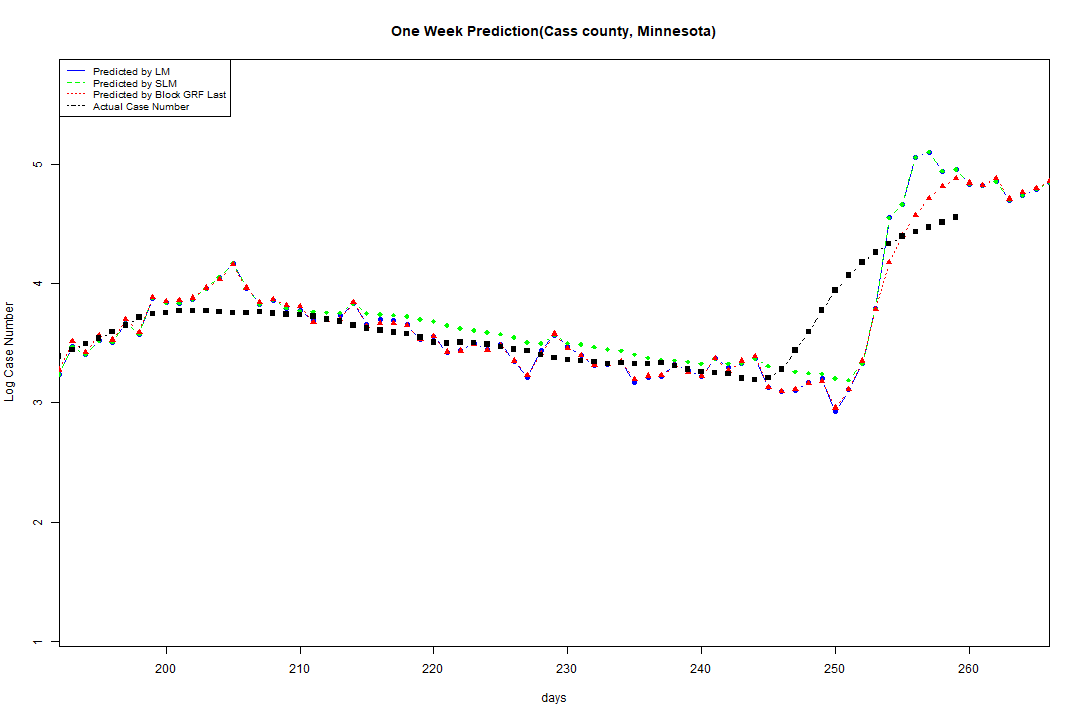 One Week Prediction(Cass county, Minnesota)
Predicted by LM
Predicted by SLM
Predicted by Block GRF Last
Actual Case Number
5
4
3
2
1
Log Case Number
200 210 220 230 240 250 260
days